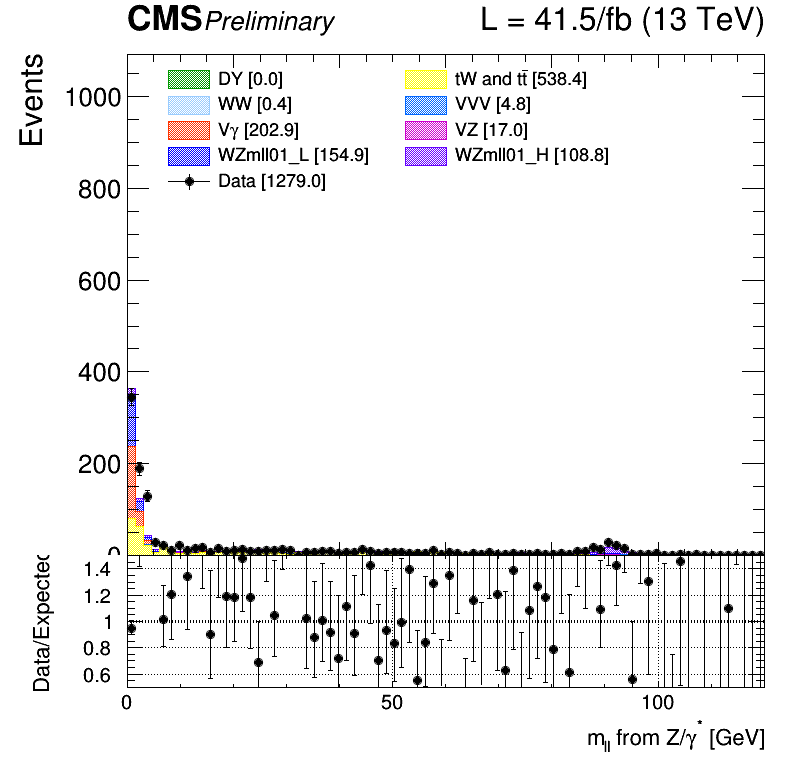 CMS Preliminary L = 41.5/fb (13 TeV)
Events
DY [0.0] tW and tt̄ [538.4]
WW [0.4] VVV [4.8]
Vγ [202.9] VZ [17.0]
WZmll01_L [154.9] WZmll01_H [108.8]
Data [1279.0]
1000
800
600
400
200
0
Data/Expected
1.4
1.2
1
0.8
0.6
0 50 100
m_ll from Z/γ* [GeV]